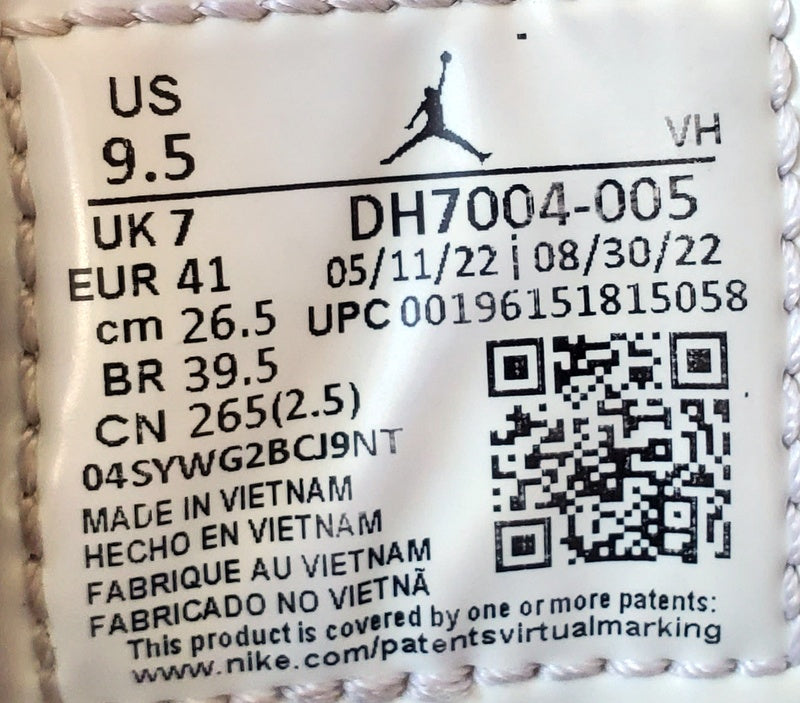 US
9.5
VH
UK 7
DH7004-005
EUR 41
05/11/22 | 08/30/22
cm 26.5
UPC 00196151815058
BR 39.5
CN 265(2.5)
04SYWG2BCJ9NT
MADE IN VIETNAM
HECHO EN VIETNAM
FABRIQUE AU VIETNAM
FABRICADO NO VIETNÃ
This product is covered by one or more patents:
www.nike.com/patentsvirtualmarking